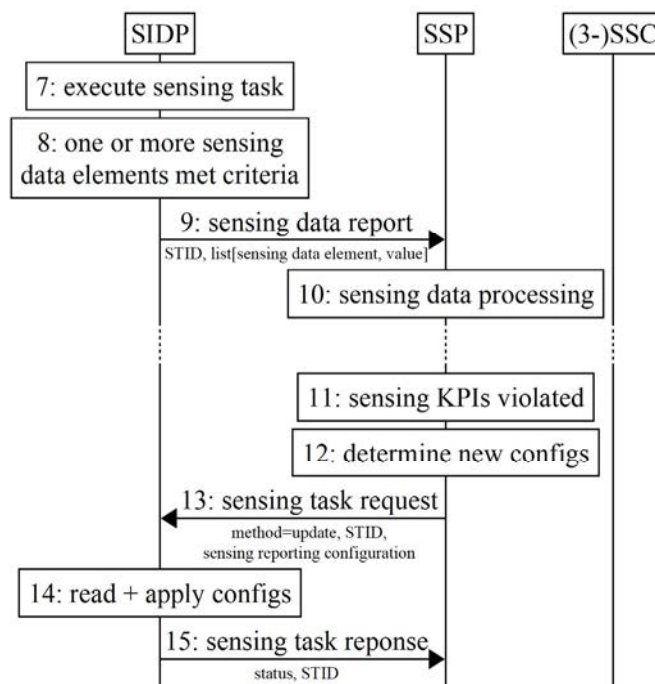 SIDP SSP (3-)SSC
7: execute sensing task
8: one or more sensing
data elements met criteria
9: sensing data report
STID, list[sensing data element, value]
10: sensing data processing
11: sensing KPIs violated
12: determine new configs
13: sensing task request
method=update, STID,
sensing reporting configuration
14: read + apply configs
15: sensing task reponse
status, STID